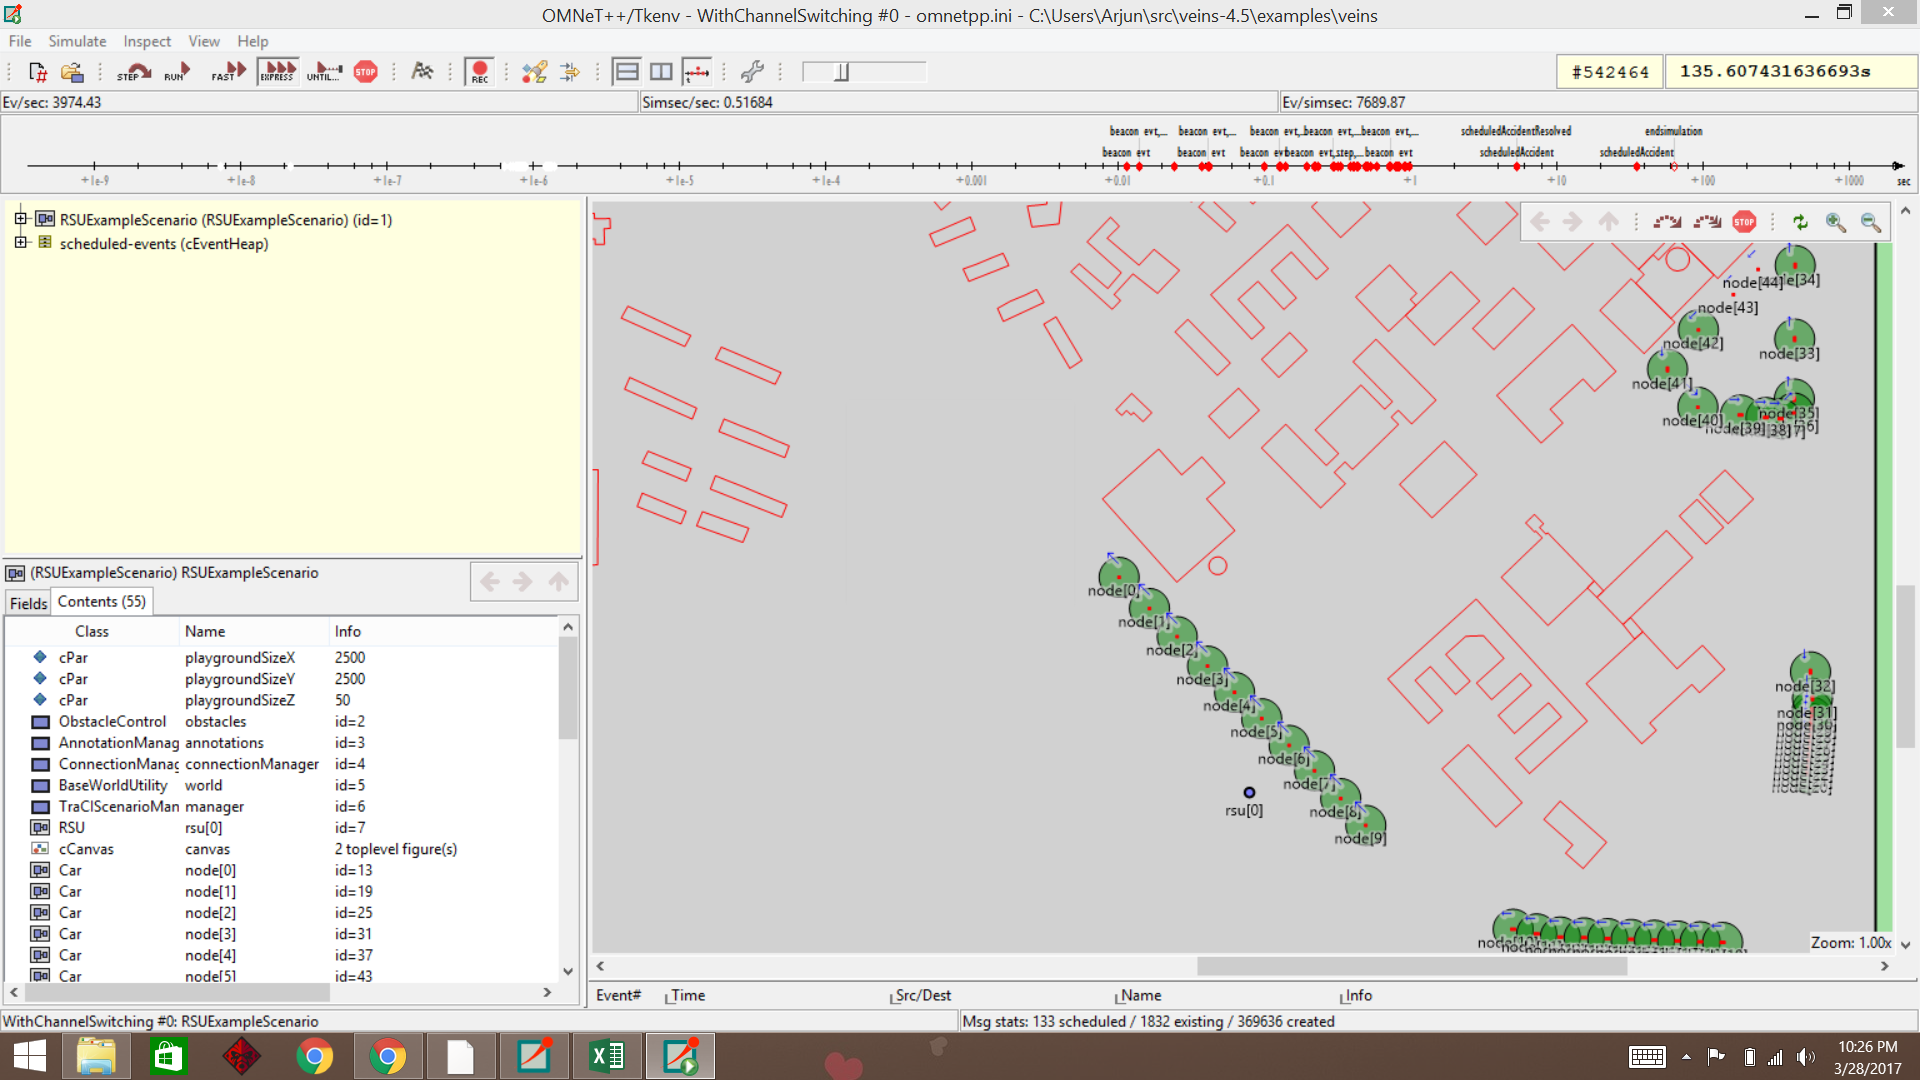 OMNeT++/Tkenv - WithChannelSwitching #0 - omnetpp.ini - C:\Users\Arjun\src\veins-4.5\examples\veins
File Simulate Inspect View Help
STEP RUN FAST EXPRESS UNTIL... STOP REC #542464 135.607431636693s
Ev/sec: 3974.43 Simsec/sec: 0.51684 Ev/simsec: 7689.87
beacon evt,... beacon evt,... beacon evt,..beacon evt,...beacon evt,... scheduledAccidentResolved endsimulation
beacon evt beacon evt beacon evtbeacon evt,step,...beacon evt scheduledAccident scheduledAccident
+1e-9 +1e-8 +1e-7 +1e-6 +1e-5 +1e-4 +0.001 +0.01 +0.1 +1 +10 +100 +1000 sec
RSUExampleScenario (RSUExampleScenario) (id=1)
scheduled-events (cEventHeap)
(RSUExampleScenario) RSUExampleScenario
Fields Contents (55)
Class Name Info
cPar playgroundSizeX 2500
cPar playgroundSizeY 2500
cPar playgroundSizeZ 50
ObstacleControl obstacles id=2
AnnotationManag annotations id=3
ConnectionManag connectionManager id=4
BaseWorldUtility world id=5
TraCIScenarioMan manager id=6
RSU rsu[0] id=7
cCanvas canvas 2 toplevel figure(s)
Car node[0] id=13
Car node[1] id=19
Car node[2] id=25
Car node[3] id=31
Car node[4] id=37
Car node[5] id=43
STOP
node[44]
node[43]
node[42]
node[33]
node[41]
node[40]
node[35]
node[0]
node[1]
node[2]
node[3]
node[4]
node[5]
node[6]
node[7]
node[8]
node[9]
rsu[0]
node[32]
node[31]
Zoom: 1.00x
Event# Time Src/Dest Name Info
WithChannelSwitching #0: RSUExampleScenario Msg stats: 133 scheduled / 1832 existing / 369636 created
10:26 PM
3/28/2017